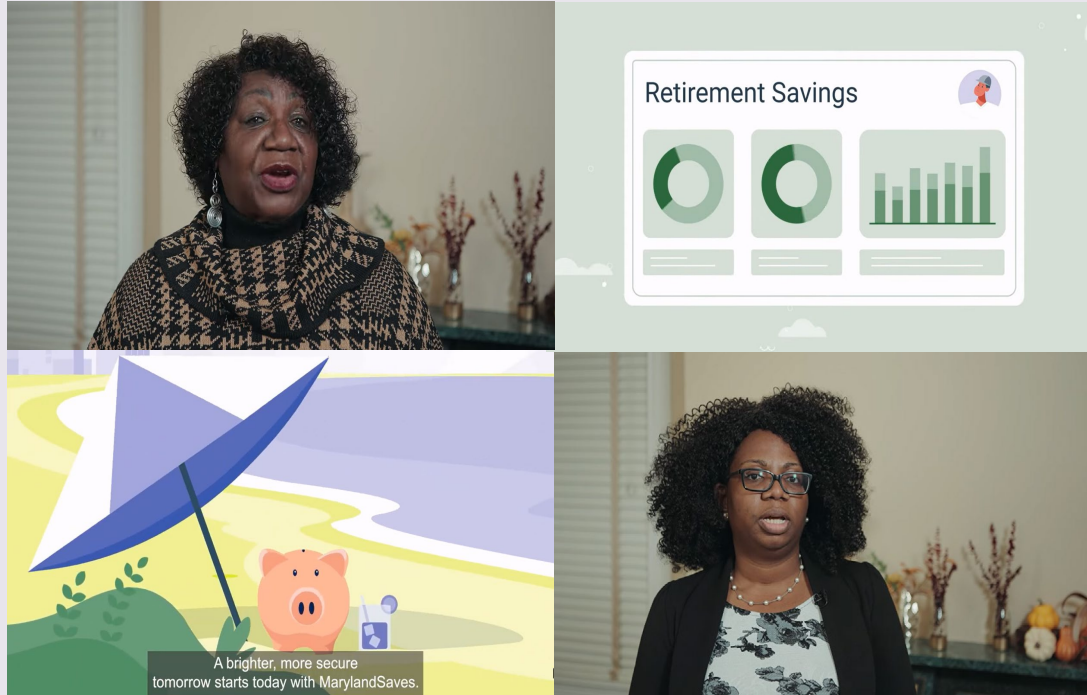 Retirement Savings
A brighter, more secure
tomorrow starts today with MarylandSaves.